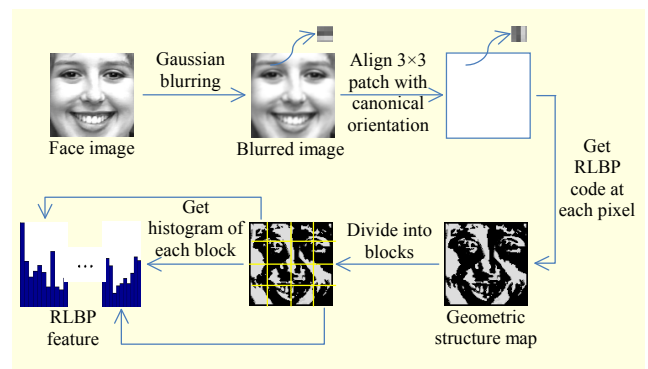 Gaussian
blurring
Align 3×3
patch with
canonical
orientation
Face image
Blurred image
Get
RLBP
code at
each pixel
Get
histogram of
each block
Divide into
blocks
...
RLBP
feature
Geometric
structure map